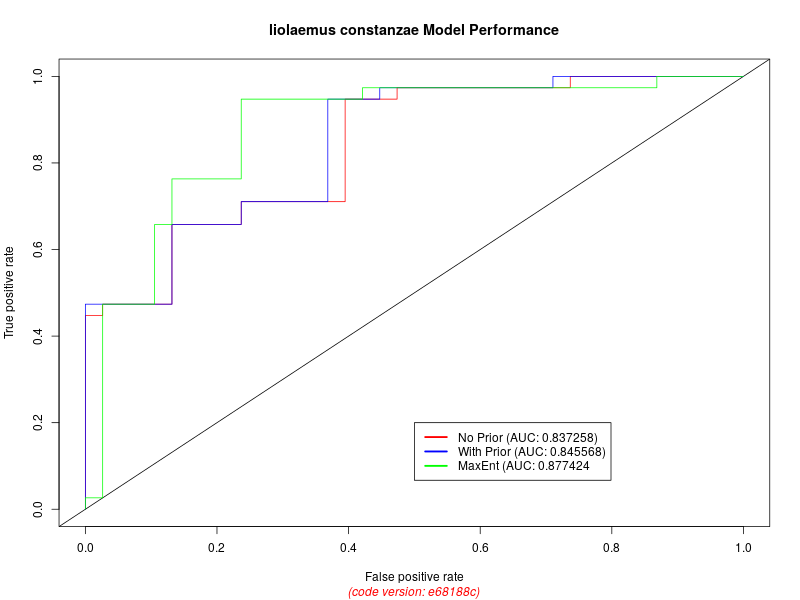 liolaemus constanzae Model Performance
True positive rate
1.0
0.8
0.6
0.4
0.2
0.0
No Prior (AUC: 0.837258)
With Prior (AUC: 0.845568)
MaxEnt (AUC: 0.877424
0.0 0.2 0.4 0.6 0.8 1.0
False positive rate
(code version: e68188c)